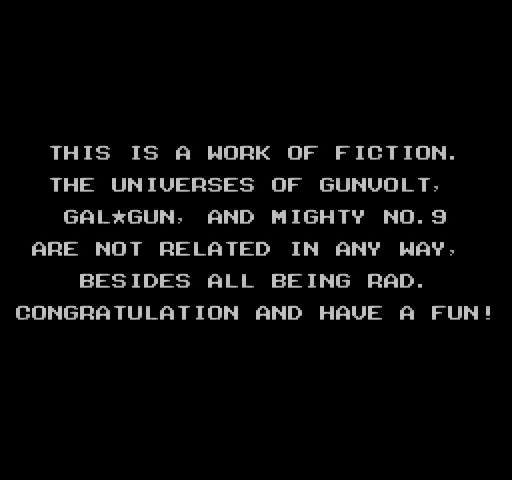 THIS IS A WORK OF FICTION.
THE UNIVERSES OF GUNVOLT,
GAL★GUN, AND MIGHTY NO.9
ARE NOT RELATED IN ANY WAY,
BESIDES ALL BEING RAD.
CONGRATULATION AND HAVE A FUN!